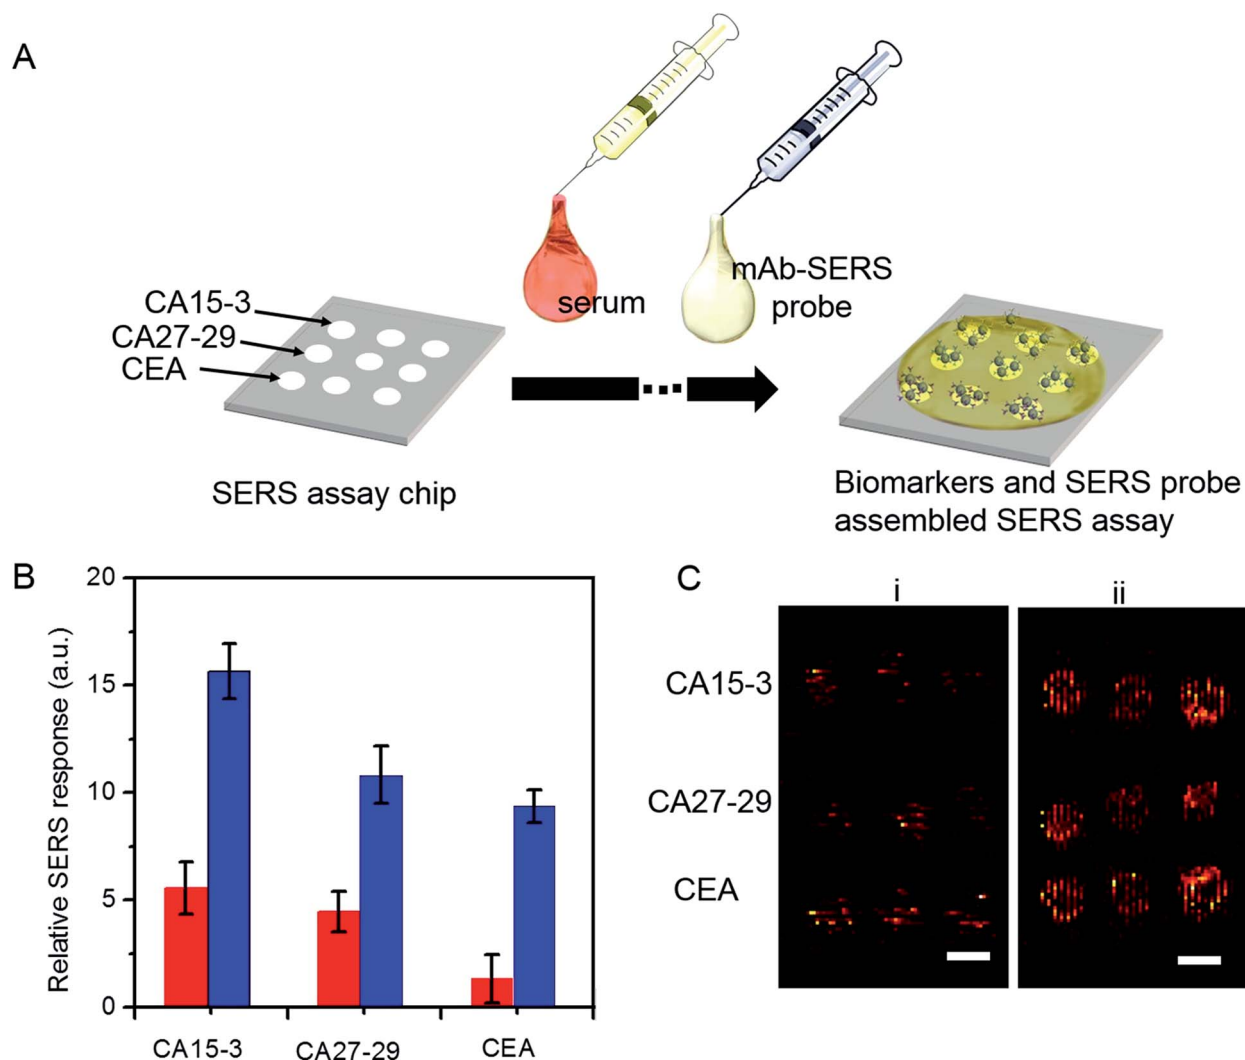 A
serum
mAb-SERS
probe
CA15-3
CA27-29
CEA
SERS assay chip
Biomarkers and SERS probe
assembled SERS assay
B
Relative SERS response (a.u.)
20
15
10
5
0
CA15-3
CA27-29
CEA
C
i
ii
CA15-3
CA27-29
CEA